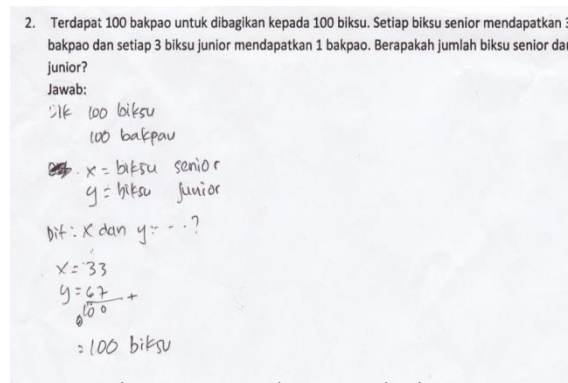 2. Terdapat 100 bakpao untuk dibagikan kepada 100 biksu. Setiap biksu senior mendapatkan 3
bakpao dan setiap 3 biksu junior mendapatkan 1 bakpao. Berapakah jumlah biksu senior da
junior?
Jawab:
Dik 100 biksu
100 bakpau
x = biksu senior
y = biksu junior
Dit : x dan y = ...?
x = 33
y = 67 +
100
= 100 biksu